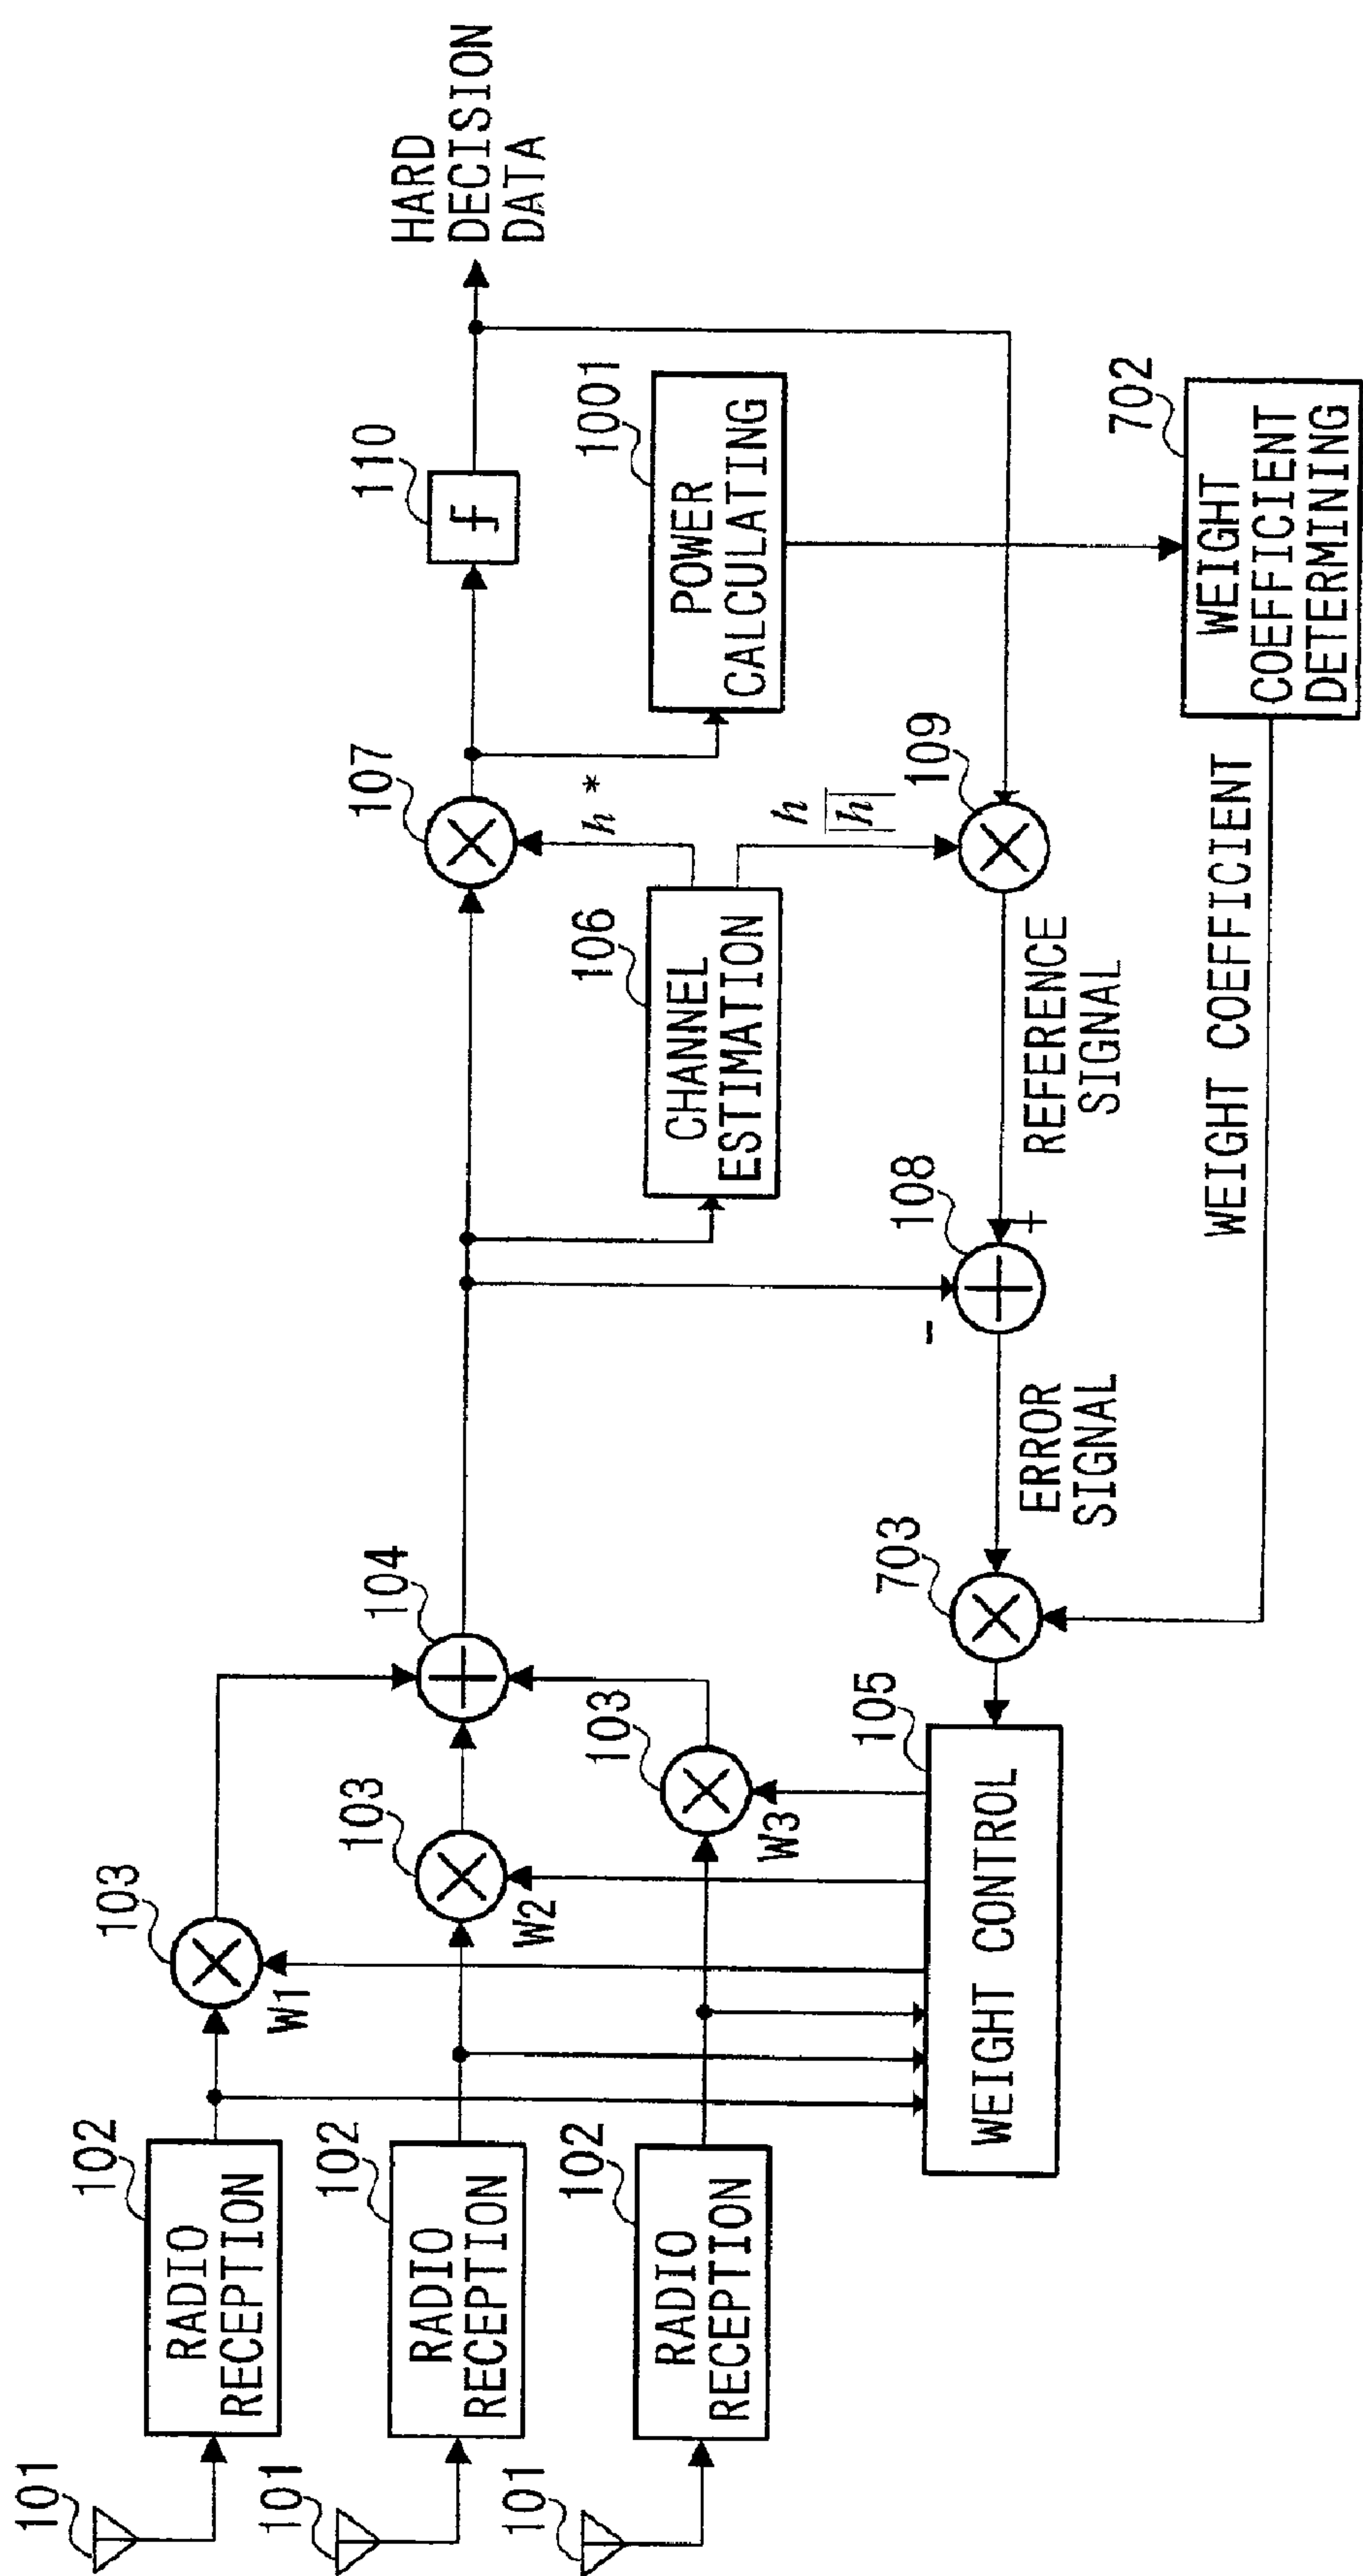 101
102
RADIO
RECEPTION
103
W1
101
102
RADIO
RECEPTION
103
W2
101
102
RADIO
RECEPTION
103
W3
104
105
WEIGHT CONTROL
703
ERROR
SIGNAL
108
-
+
REFERENCE
SIGNAL
106
CHANNEL
ESTIMATION
107
h*
h
|h|
109
110
1001
POWER
CALCULATING
HARD
DECISION
DATA
702
WEIGHT
COEFFICIENT
DETERMINING
WEIGHT COEFFICIENT